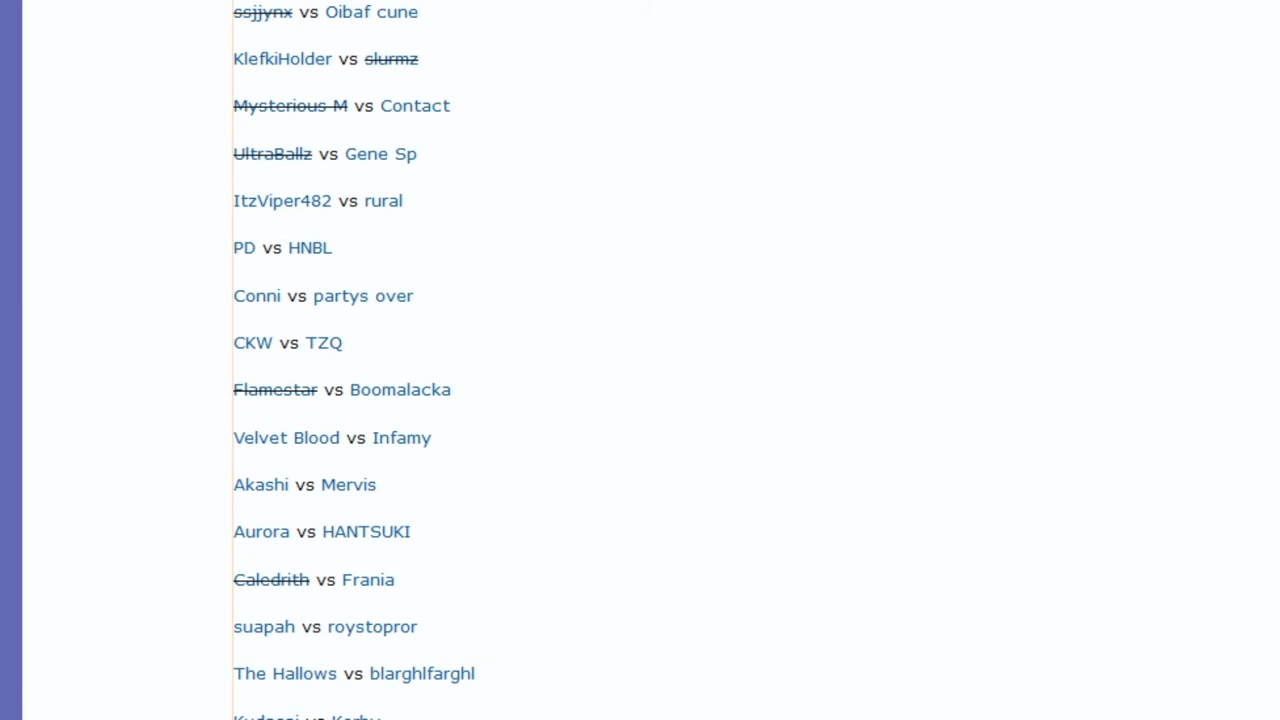 ssjjynx vs Oibaf cune
KlefkiHolder vs slurmz
Mysterious M vs Contact
UltraBallz vs Gene Sp
ItzViper482 vs rural
PD vs HNBL
Conni vs partys over
CKW vs TZQ
Flamestar vs Boomalacka
Velvet Blood vs Infamy
Akashi vs Mervis
Aurora vs HANTSUKI
Caledrith vs Frania
suapah vs roystopror
The Hallows vs blarghlfarghl
vs